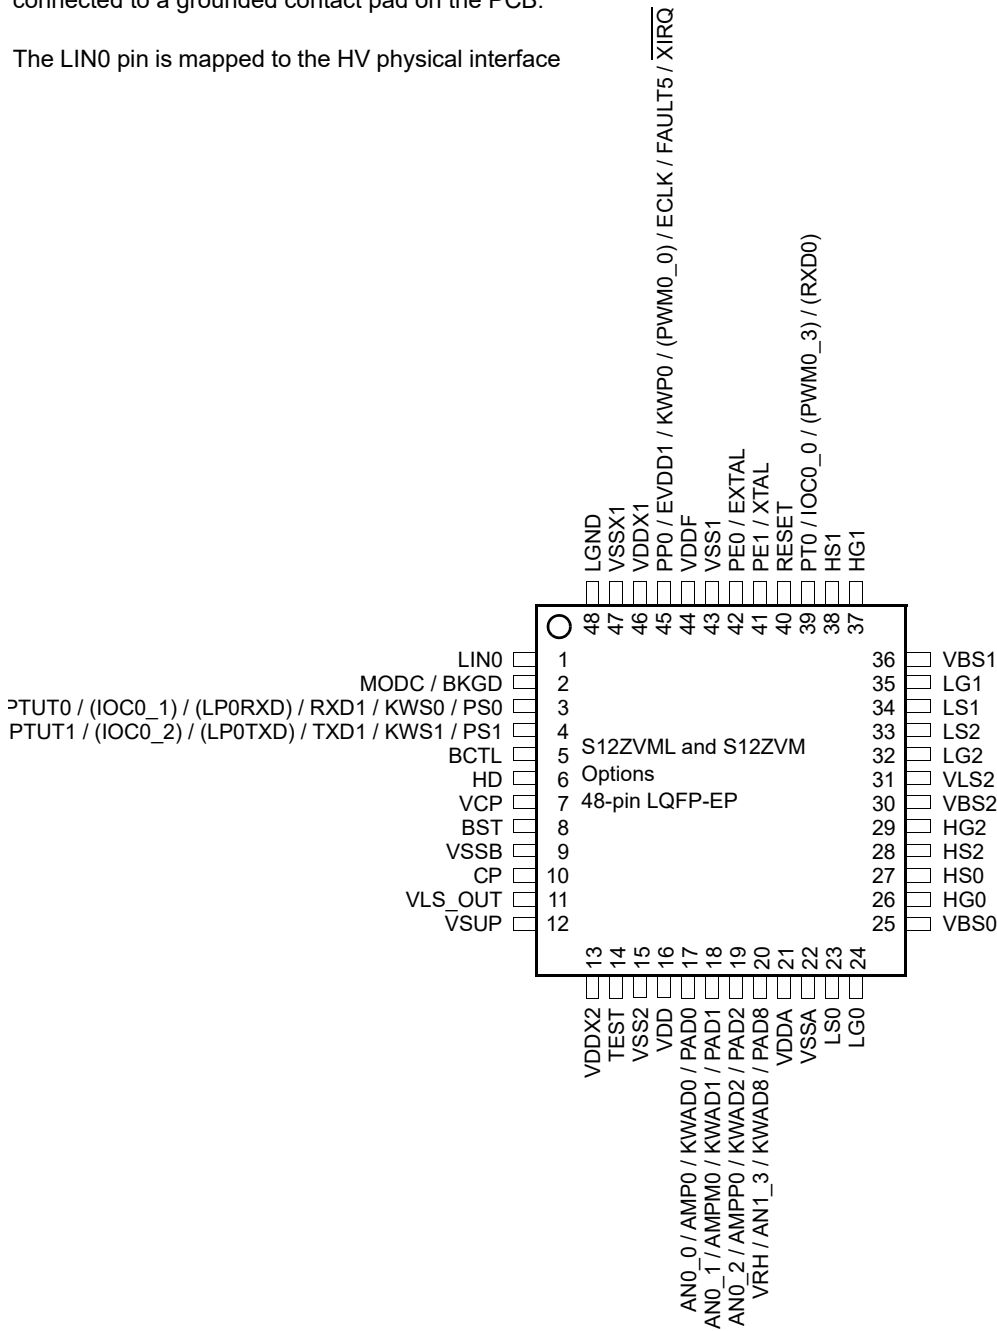 connected to a grounded contact pad on the PCB.
The LIN0 pin is mapped to the HV physical interface
LGND
VSSX1
VDDX1
PP0 / EVDD1 / KWP0 / (PWM0_0) / ECLK / FAULT5 / XIRQ
VDDF
VSS1
PE0 / EXTAL
PE1 / XTAL
RESET
PT0 / IOC0_0 / (PWM0_3) / (RXD0)
HS1
HG1
48
47
46
45
44
43
42
41
40
39
38
37
LIN0 1
MODC / BKGD 2
PTUT0 / (IOC0_1) / (LP0RXD) / RXD1 / KWS0 / PS0 3
PTUT1 / (IOC0_2) / (LP0TXD) / TXD1 / KWS1 / PS1 4
BCTL 5
HD 6
VCP 7
BST 8
VSSB 9
CP 10
VLS_OUT 11
VSUP 12
S12ZVML and S12ZVM
Options
48-pin LQFP-EP
36 VBS1
35 LG1
34 LS1
33 LS2
32 LG2
31 VLS2
30 VBS2
29 HG2
28 HS2
27 HS0
26 HG0
25 VBS0
13
14
15
16
17
18
19
20
21
22
23
24
VDDX2
TEST
VSS2
VDD
AN0_0 / AMP0 / KWAD0 / PAD0
AN0_1 / AMPM0 / KWAD1 / PAD1
AN0_2 / AMPP0 / KWAD2 / PAD2
VRH / AN1_3 / KWAD8 / PAD8
VDDA
VSSA
LS0
LG0